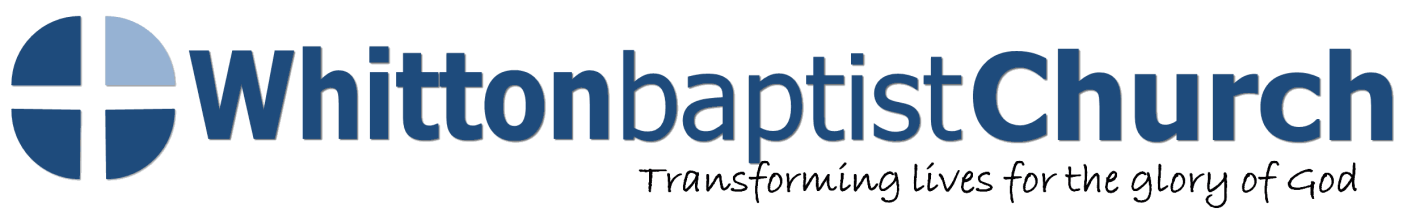 WhittonbaptistChurch
Transforming lives for the glory of God